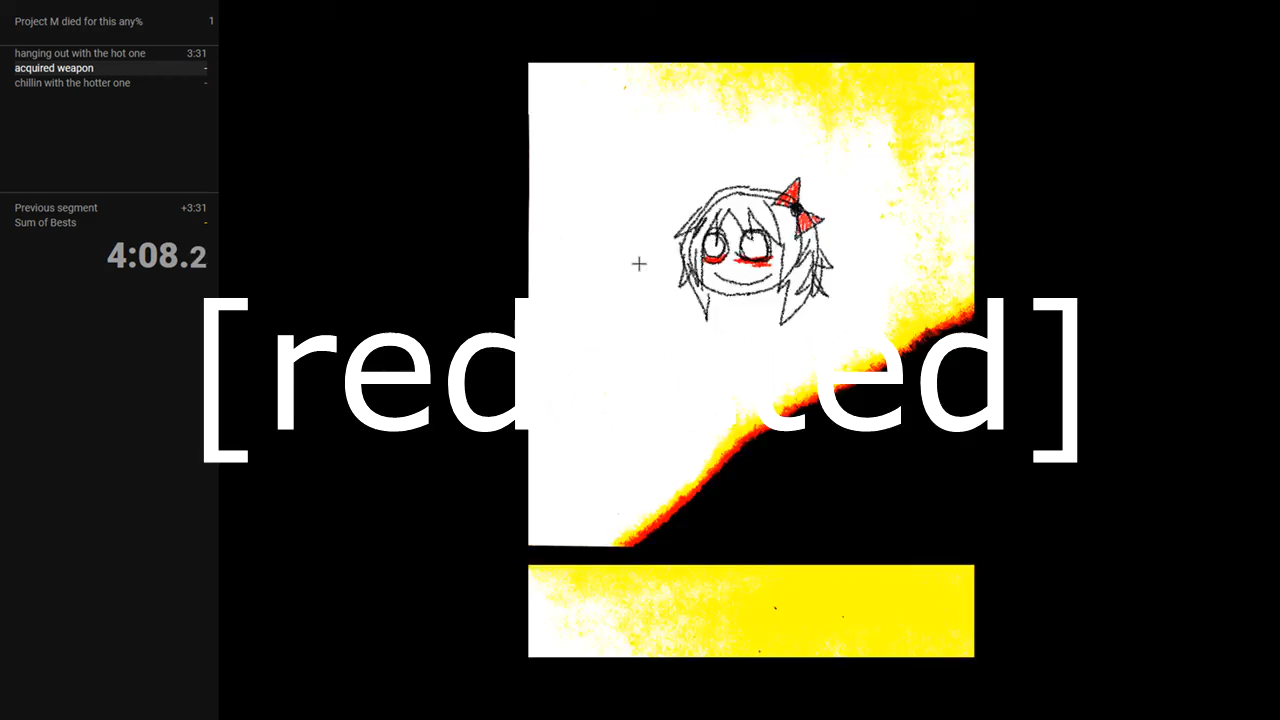 Project M died for this any% 1
hanging out with the hot one 3:31
acquired weapon -
chillin with the hotter one -
Previous segment +3:31
Sum of Bests -
4:08.2
[red ted]